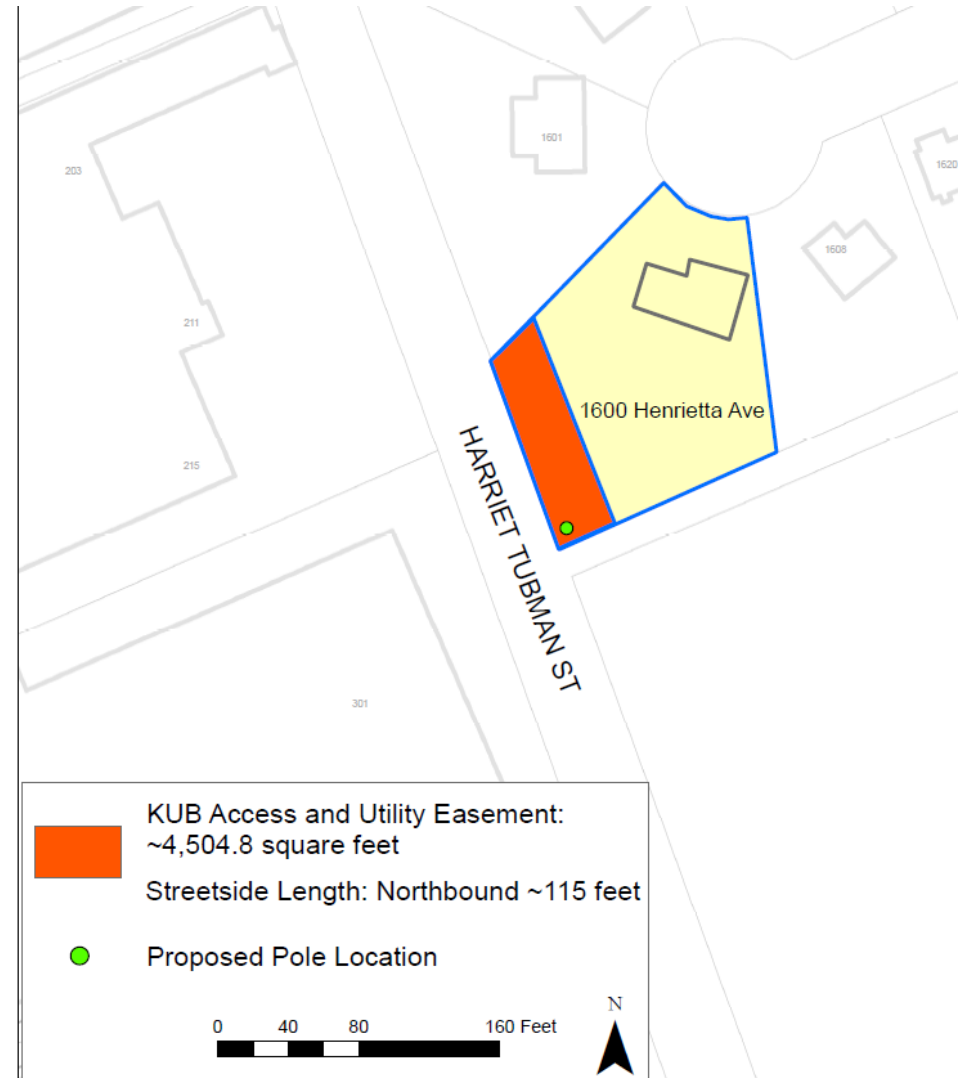 1601
203
1620
1608
211
1600 Henrietta Ave
HARRIET TUBMAN ST
215
301
KUB Access and Utility Easement:
~4,504.8 square feet
Streetside Length: Northbound ~115 feet
Proposed Pole Location
N
0 40 80 160 Feet